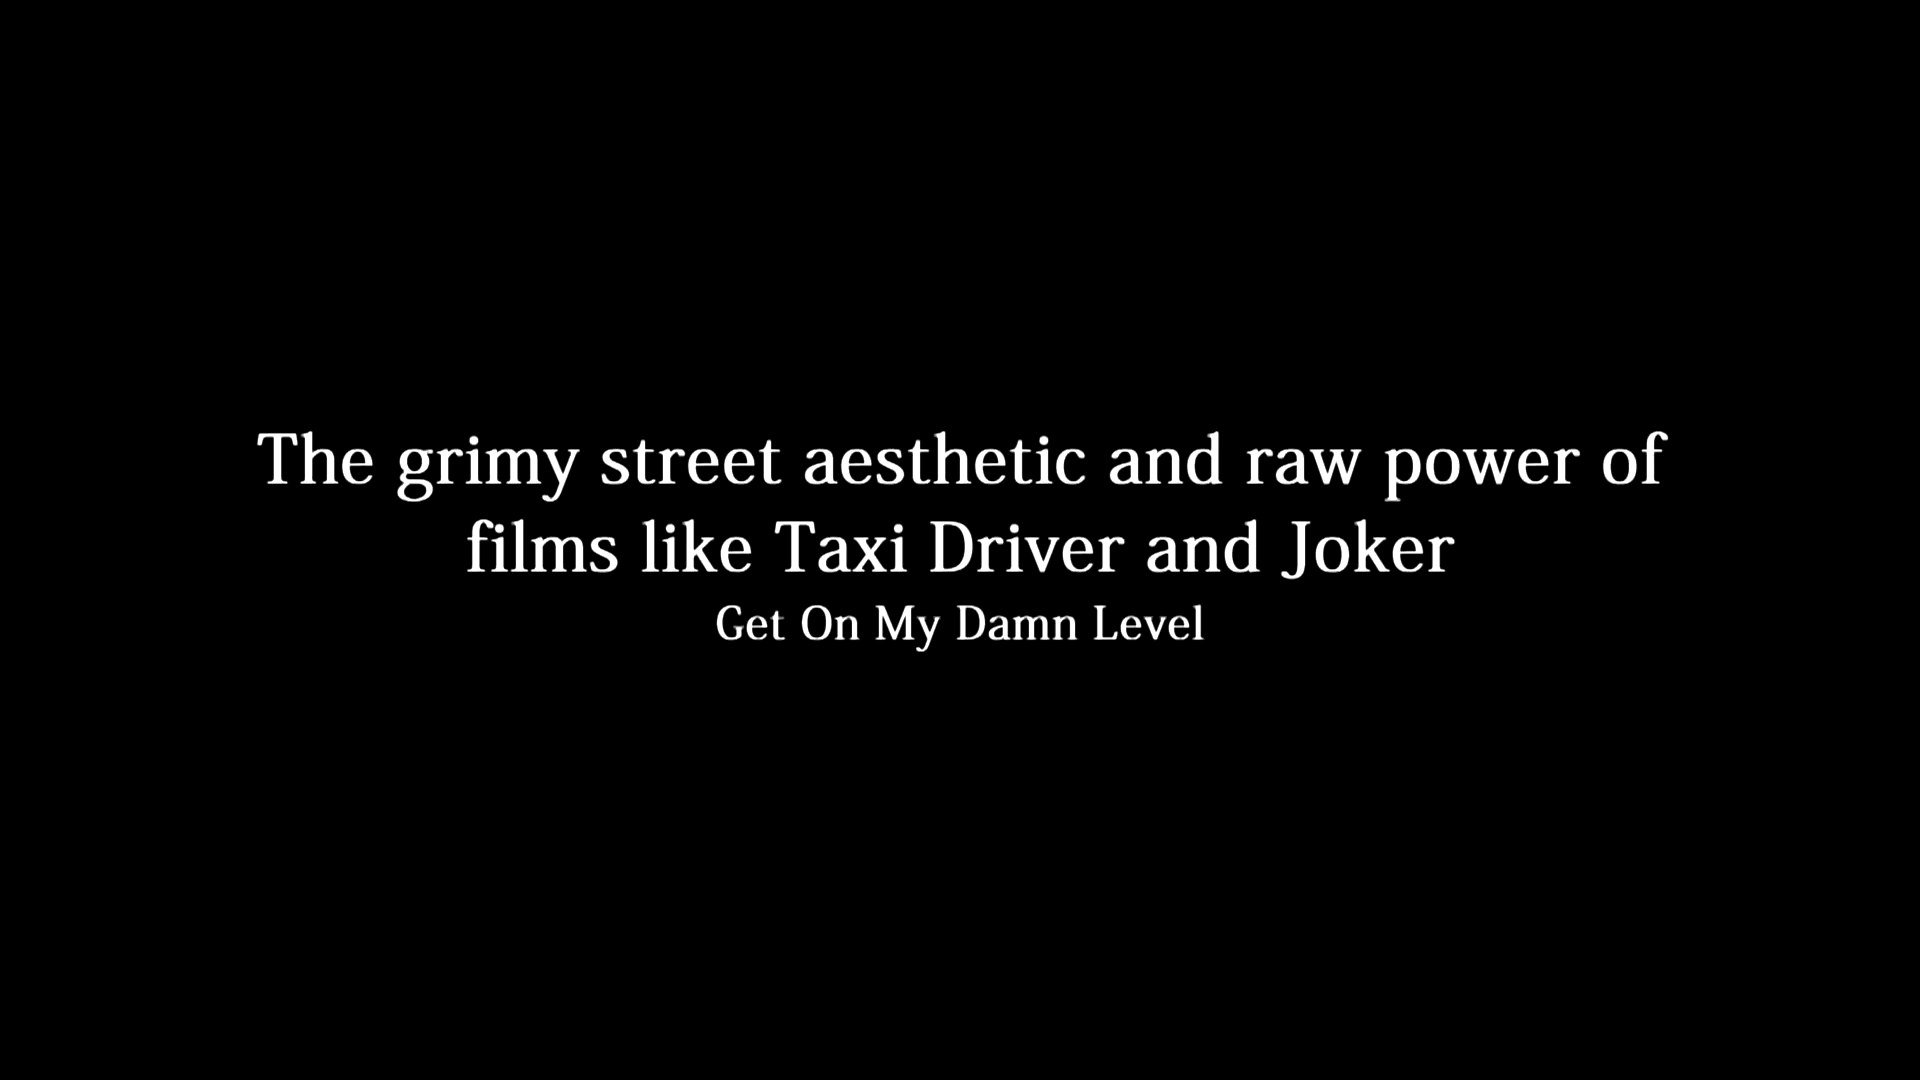 The grimy street aesthetic and raw power of
films like Taxi Driver and Joker
Get On My Damn Level